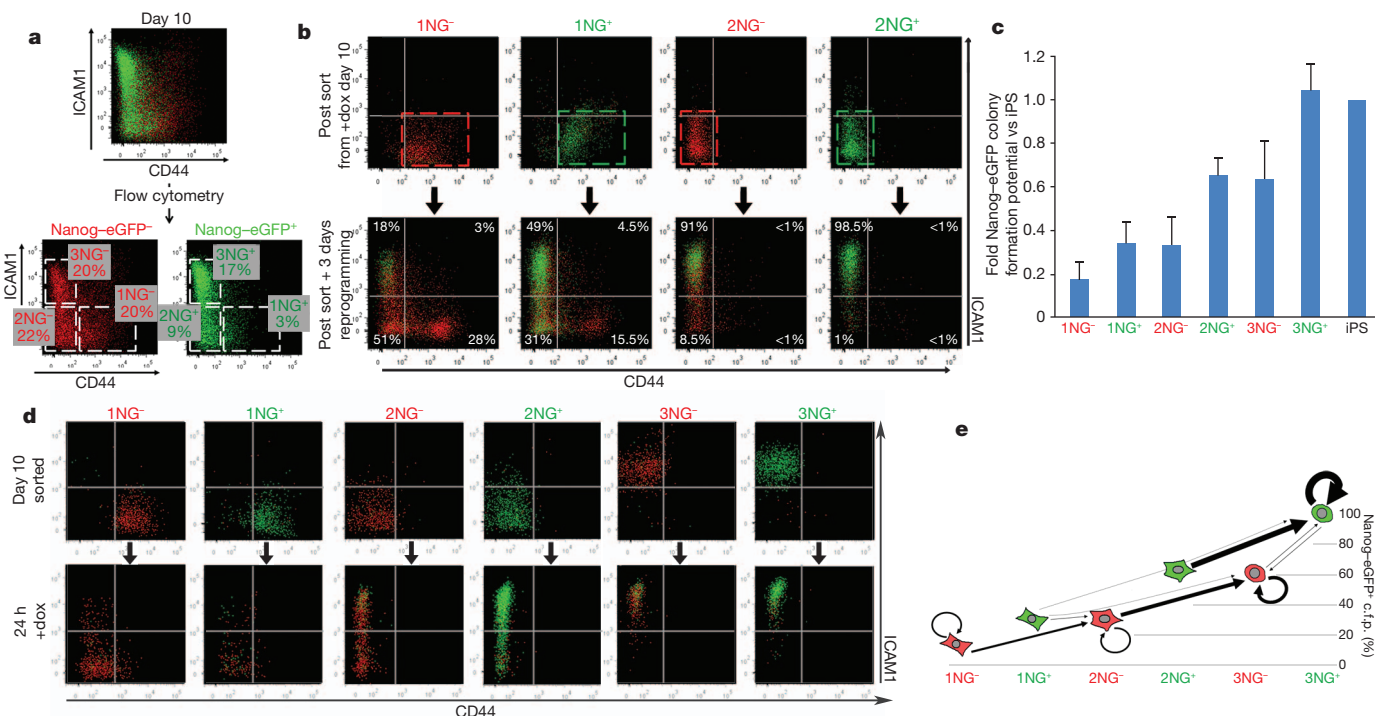 a
Day 10
ICAM1
CD44
Flow cytometry
Nanog–eGFP⁻
Nanog–eGFP⁺
3NG⁻
20%
3NG⁺
17%
1NG⁻
20%
1NG⁺
3%
2NG⁻
22%
2NG⁺
9%
ICAM1
CD44
CD44
b
1NG⁻
1NG⁺
2NG⁻
2NG⁺
Post sort
from +dox day 10
Post sort + 3 days
reprogramming
18%
3%
51%
28%
49%
4.5%
31%
15.5%
91%
<1%
8.5%
<1%
98.5%
<1%
1%
<1%
CD44
ICAM1
c
Fold Nanog–eGFP colony
formation potential vs iPS
1.2
1.0
0.8
0.6
0.4
0.2
0
1NG⁻
1NG⁺
2NG⁻
2NG⁺
3NG⁻
3NG⁺
iPS
d
1NG⁻
1NG⁺
2NG⁻
2NG⁺
3NG⁻
3NG⁺
Day 10
sorted
24 h
+dox
ICAM1
CD44
e
100
80
60
40
20
0
Nanog–eGFP⁺ c.f.p. (%)
1NG⁻
1NG⁺
2NG⁻
2NG⁺
3NG⁻
3NG⁺